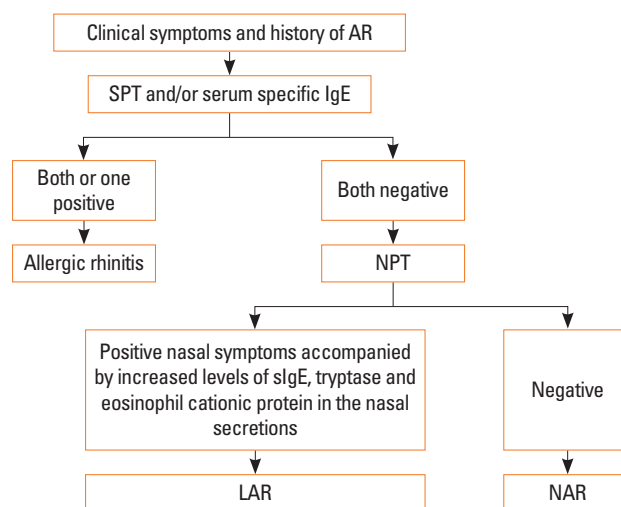 Clinical symptoms and history of AR
SPT and/or serum specific IgE
Both or one
positive
Both negative
Allergic rhinitis
NPT
Positive nasal symptoms accompanied
by increased levels of sIgE, tryptase and
eosinophil cationic protein in the nasal
secretions
Negative
LAR
NAR